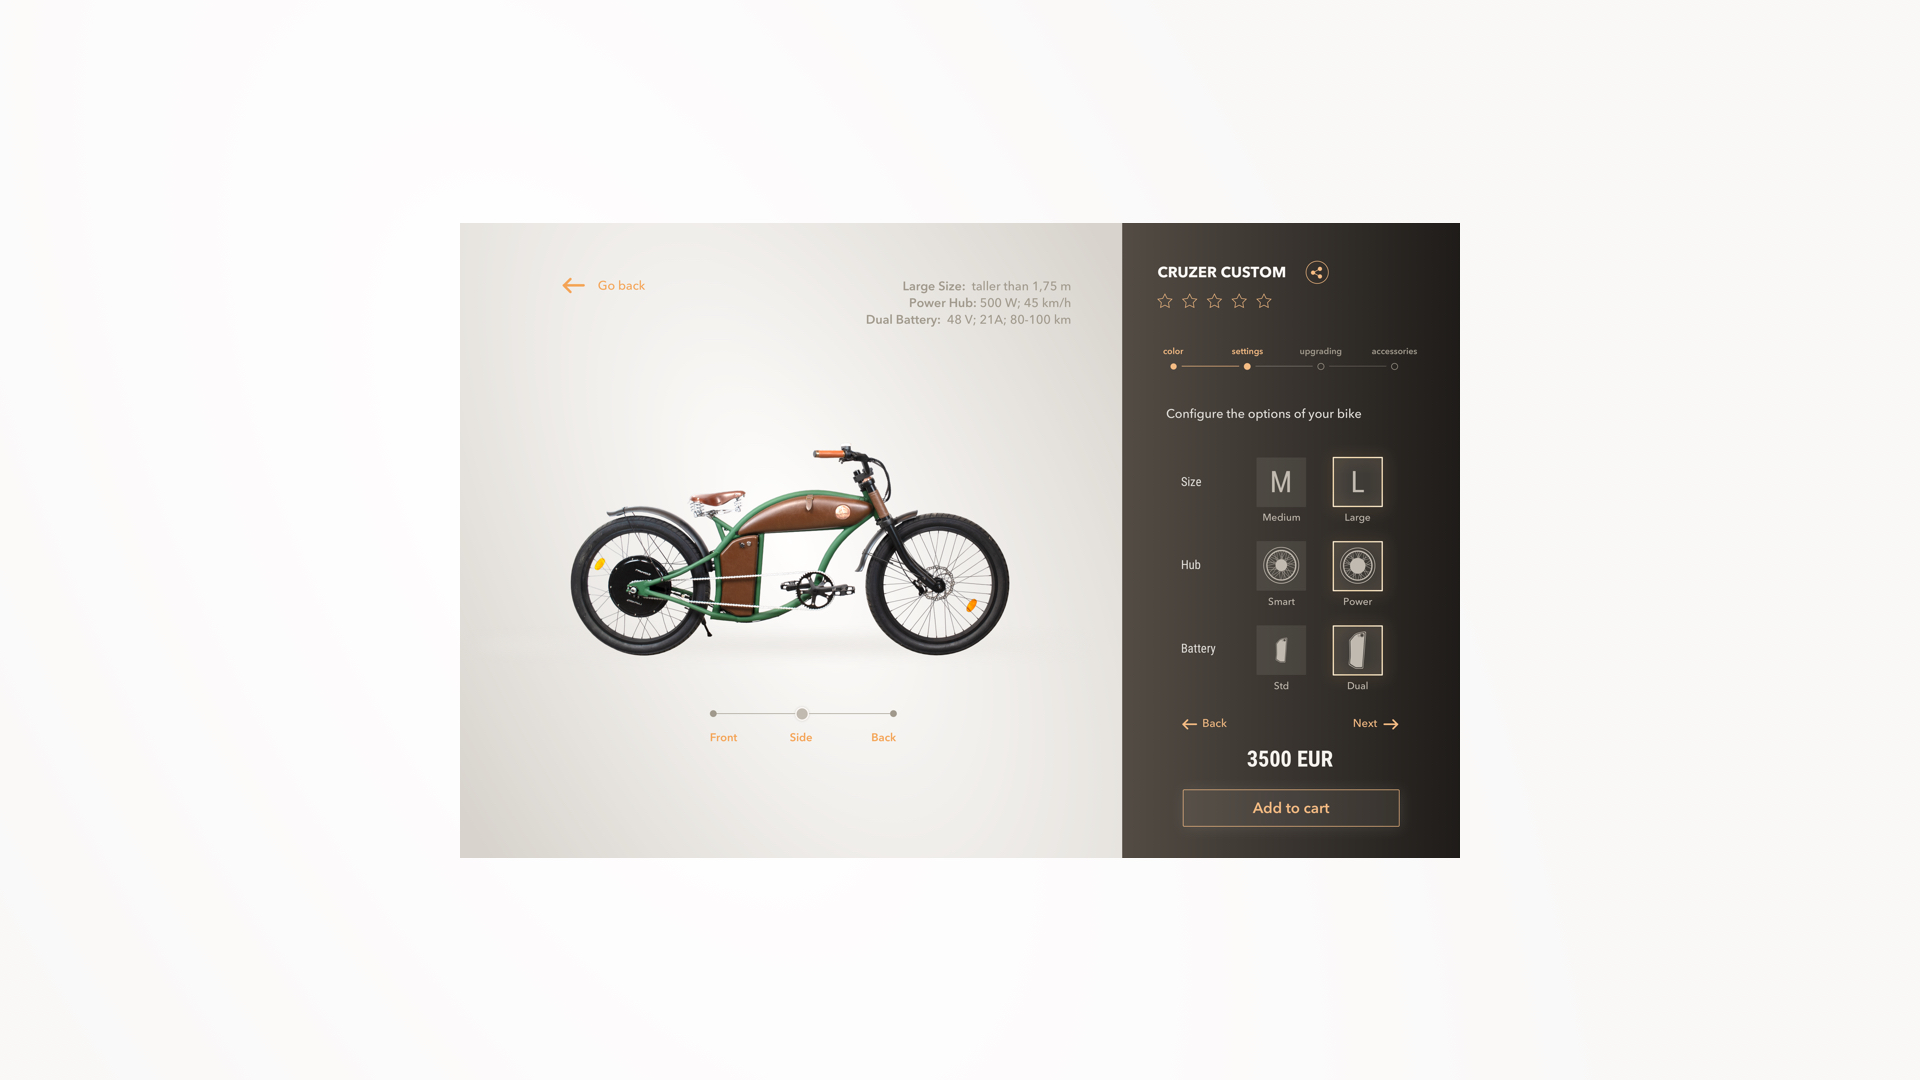 Go back
Large Size: taller than 1,75 m
Power Hub: 500 W; 45 km/h
Dual Battery: 48 V; 21A; 80-100 km
Front Side Back
CRUZER CUSTOM
color settings upgrading accessories
Configure the options of your bike
Size M L
Medium Large
Hub
Smart Power
Battery
Std Dual
Back Next
3500 EUR
Add to cart